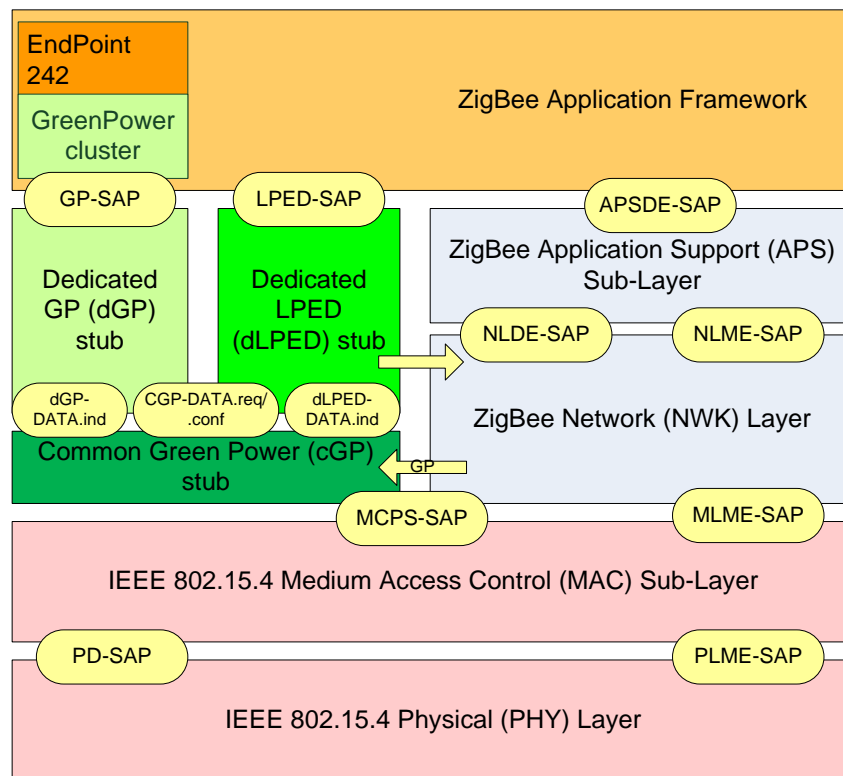 EndPoint
242
GreenPower
cluster
ZigBee Application Framework
GP-SAP
LPED-SAP
APSDE-SAP
Dedicated
GP (dGP)
stub
Dedicated
LPED
(dLPED) stub
ZigBee Application Support (APS)
Sub-Layer
NLDE-SAP
NLME-SAP
dGP-
DATA.ind
CGP-DATA.req/
.conf
dLPED-
DATA.ind
ZigBee Network (NWK) Layer
Common Green Power (cGP)
stub
GP
MCPS-SAP
MLME-SAP
IEEE 802.15.4 Medium Access Control (MAC) Sub-Layer
PD-SAP
PLME-SAP
IEEE 802.15.4 Physical (PHY) Layer